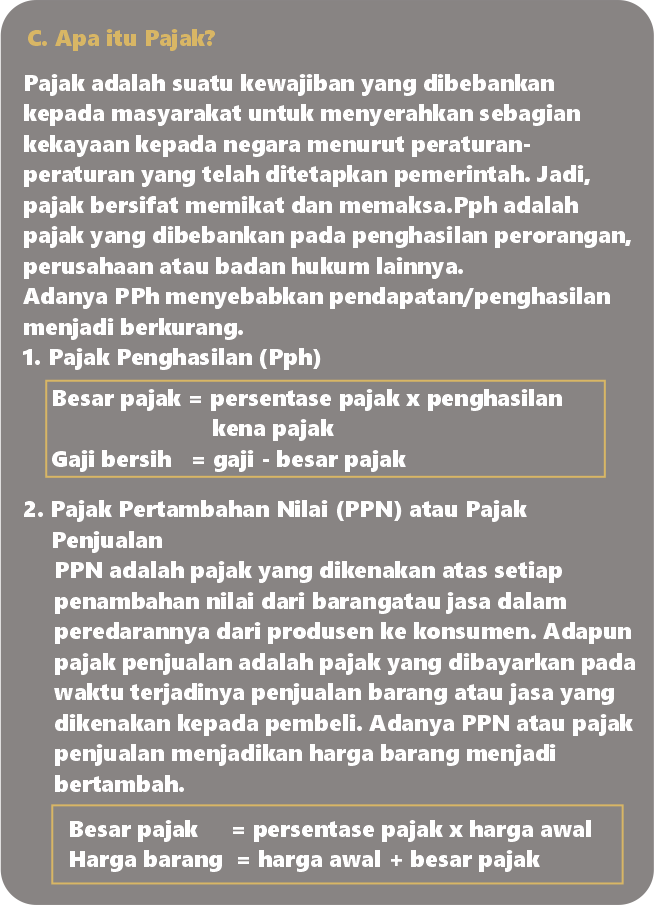 C. Apa itu Pajak?
Pajak adalah suatu kewajiban yang dibebankan
kepada masyarakat untuk menyerahkan sebagian
kekayaan kepada negara menurut peraturan-
peraturan yang telah ditetapkan pemerintah. Jadi,
pajak bersifat memikat dan memaksa.Pph adalah
pajak yang dibebankan pada penghasilan perorangan,
perusahaan atau badan hukum lainnya.
Adanya PPh menyebabkan pendapatan/penghasilan
menjadi berkurang.
1. Pajak Penghasilan (Pph)
Besar pajak = persentase pajak x penghasilan
kena pajak
Gaji bersih = gaji - besar pajak
2. Pajak Pertambahan Nilai (PPN) atau Pajak
Penjualan
PPN adalah pajak yang dikenakan atas setiap
penambahan nilai dari barangatau jasa dalam
peredarannya dari produsen ke konsumen. Adapun
pajak penjualan adalah pajak yang dibayarkan pada
waktu terjadinya penjualan barang atau jasa yang
dikenakan kepada pembeli. Adanya PPN atau pajak
penjualan menjadikan harga barang menjadi
bertambah.
Besar pajak = persentase pajak x harga awal
Harga barang = harga awal + besar pajak